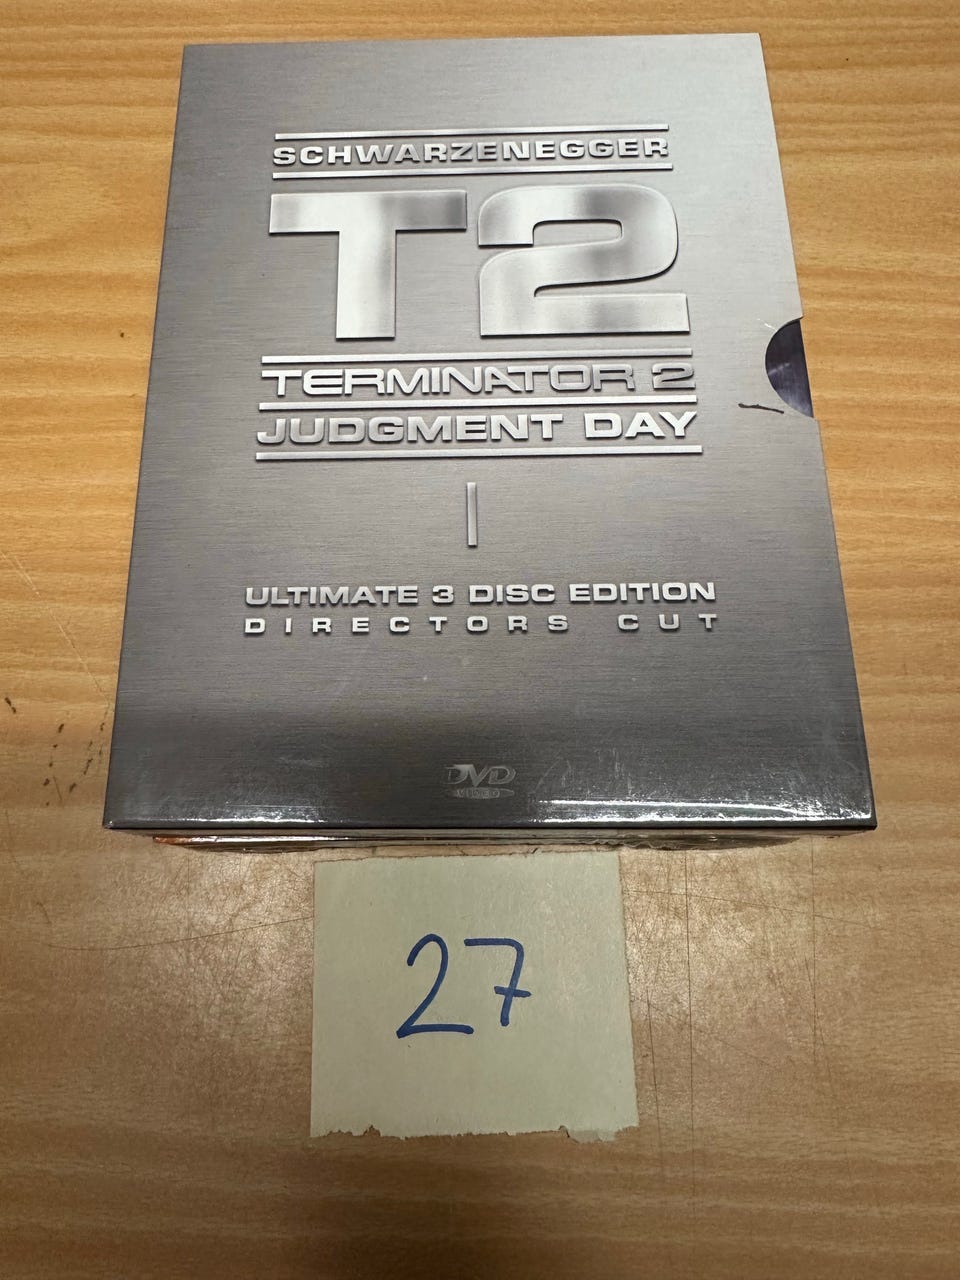 SCHWARZENEGGER
T2
TERMINATOR 2
JUDGMENT DAY
ULTIMATE 3 DISC EDITION
DIRECTORS CUT
DVD
VIDEO
27